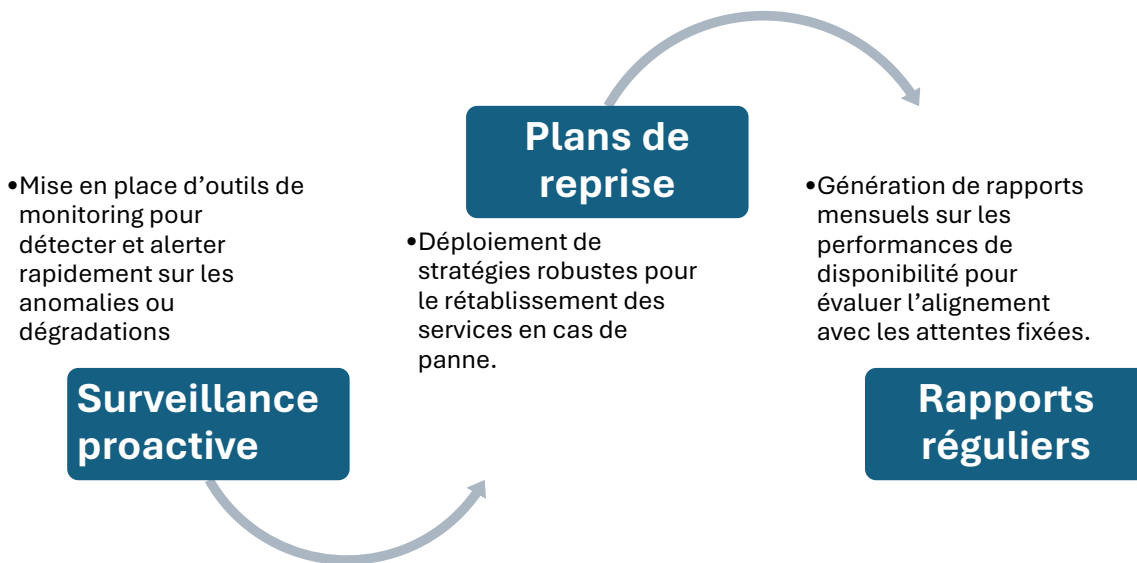 •Mise en place d’outils de
monitoring pour
détecter et alerter
rapidement sur les
anomalies ou
dégradations
Surveillance
proactive
Plans de
reprise
•Déploiement de
stratégies robustes pour
le rétablissement des
services en cas de
panne.
•Génération de rapports
mensuels sur les
performances de
disponibilité pour
évaluer l’alignement
avec les attentes fixées.
Rapports
réguliers